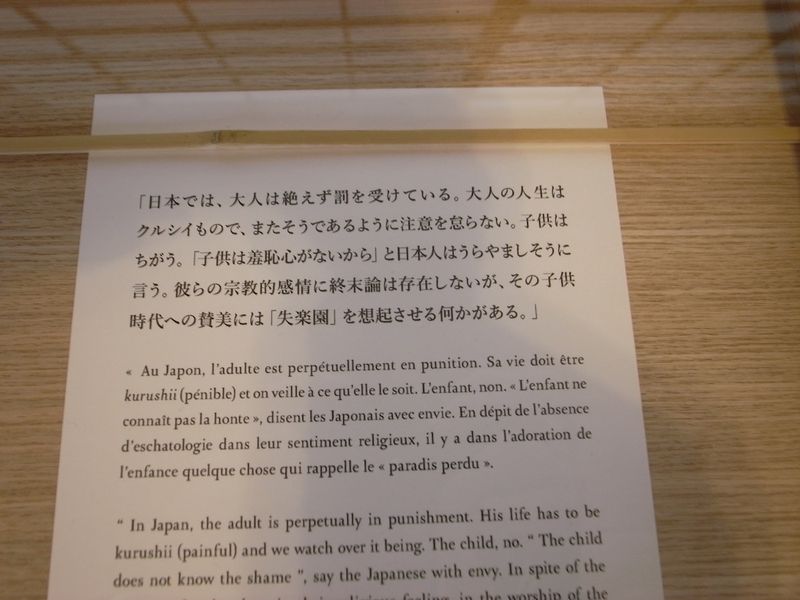 「日本では、大人は絶えず罰を受けている。大人の人生は
クルシイもので、またそうであるように注意を怠らない。子供は
ちがう。「子供は羞恥心がないから」と日本人はうらやましそうに
言う。彼らの宗教的感情に終末論は存在しないが、その子供
時代への賛美には「失楽園」を想起させる何かがある。」
« Au Japon, l'adulte est perpétuellement en punition. Sa vie doit être
kurushii (pénible) et on veille à ce qu'elle le soit. L'enfant, non. « L'enfant ne
connaît pas la honte », disent les Japonais avec envie. En dépit de l'absence
d'eschatologie dans leur sentiment religieux, il y a dans l'adoration de
l'enfance quelque chose qui rappelle le « paradis perdu ».
“ In Japan, the adult is perpetually in punishment. His life has to be
kurushii (painful) and we watch over it being. The child, no. “ The child
does not know the shame ”, say the Japanese with envy. In spite of the
religious feeling, in the worship of the